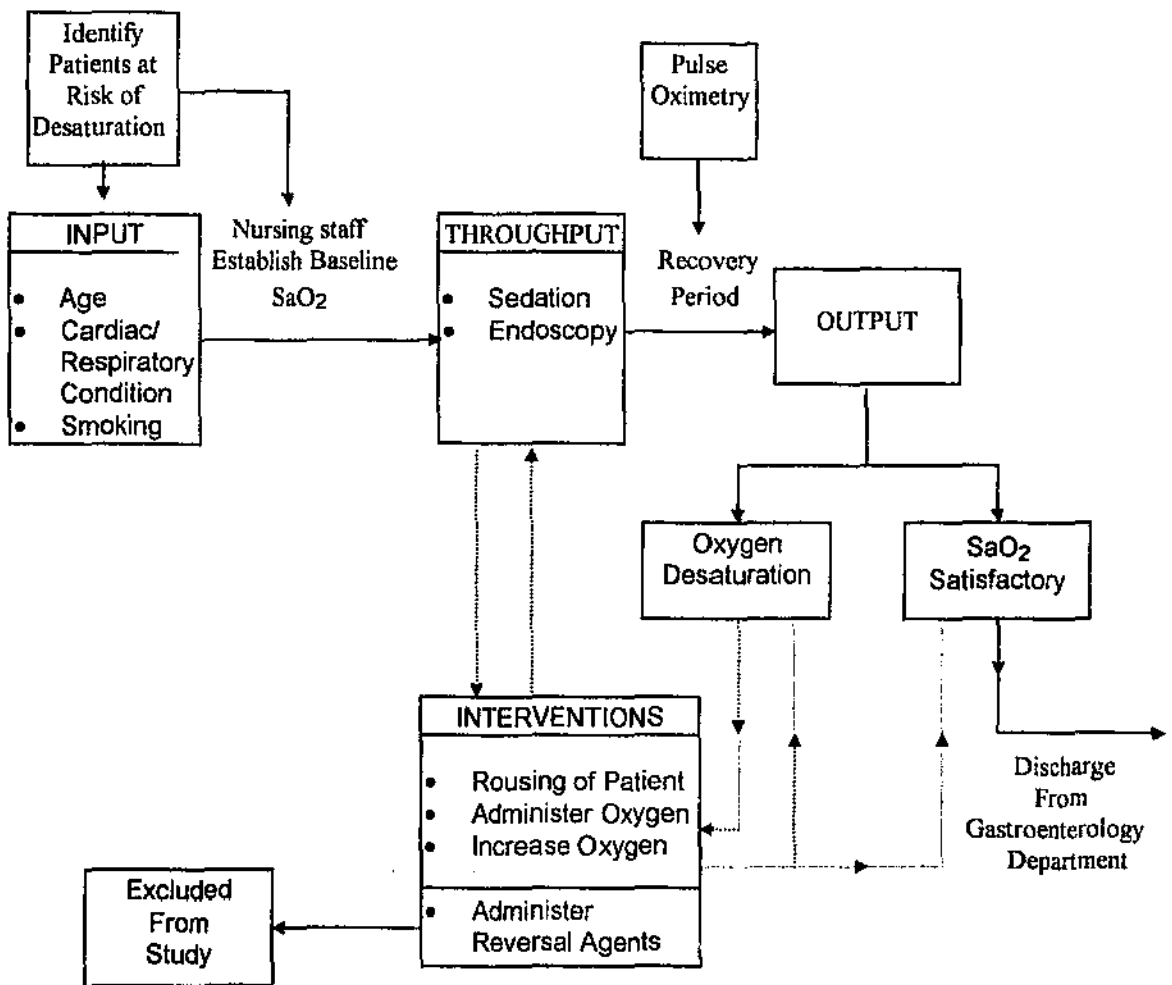 Identify
Patients at
Risk of
Desaturation
Pulse
Oximetry
INPUT
• Age
• Cardiac/
Respiratory
Condition
• Smoking
Nursing staff
Establish Baseline
SaO2
THROUGHPUT
• Sedation
• Endoscopy
Recovery
Period
OUTPUT
Oxygen
Desaturation
SaO2
Satisfactory
INTERVENTIONS
• Rousing of Patient
• Administer Oxygen
• Increase Oxygen
• Administer
Reversal Agents
Discharge
From
Gastroenterology
Department
Excluded
From
Study